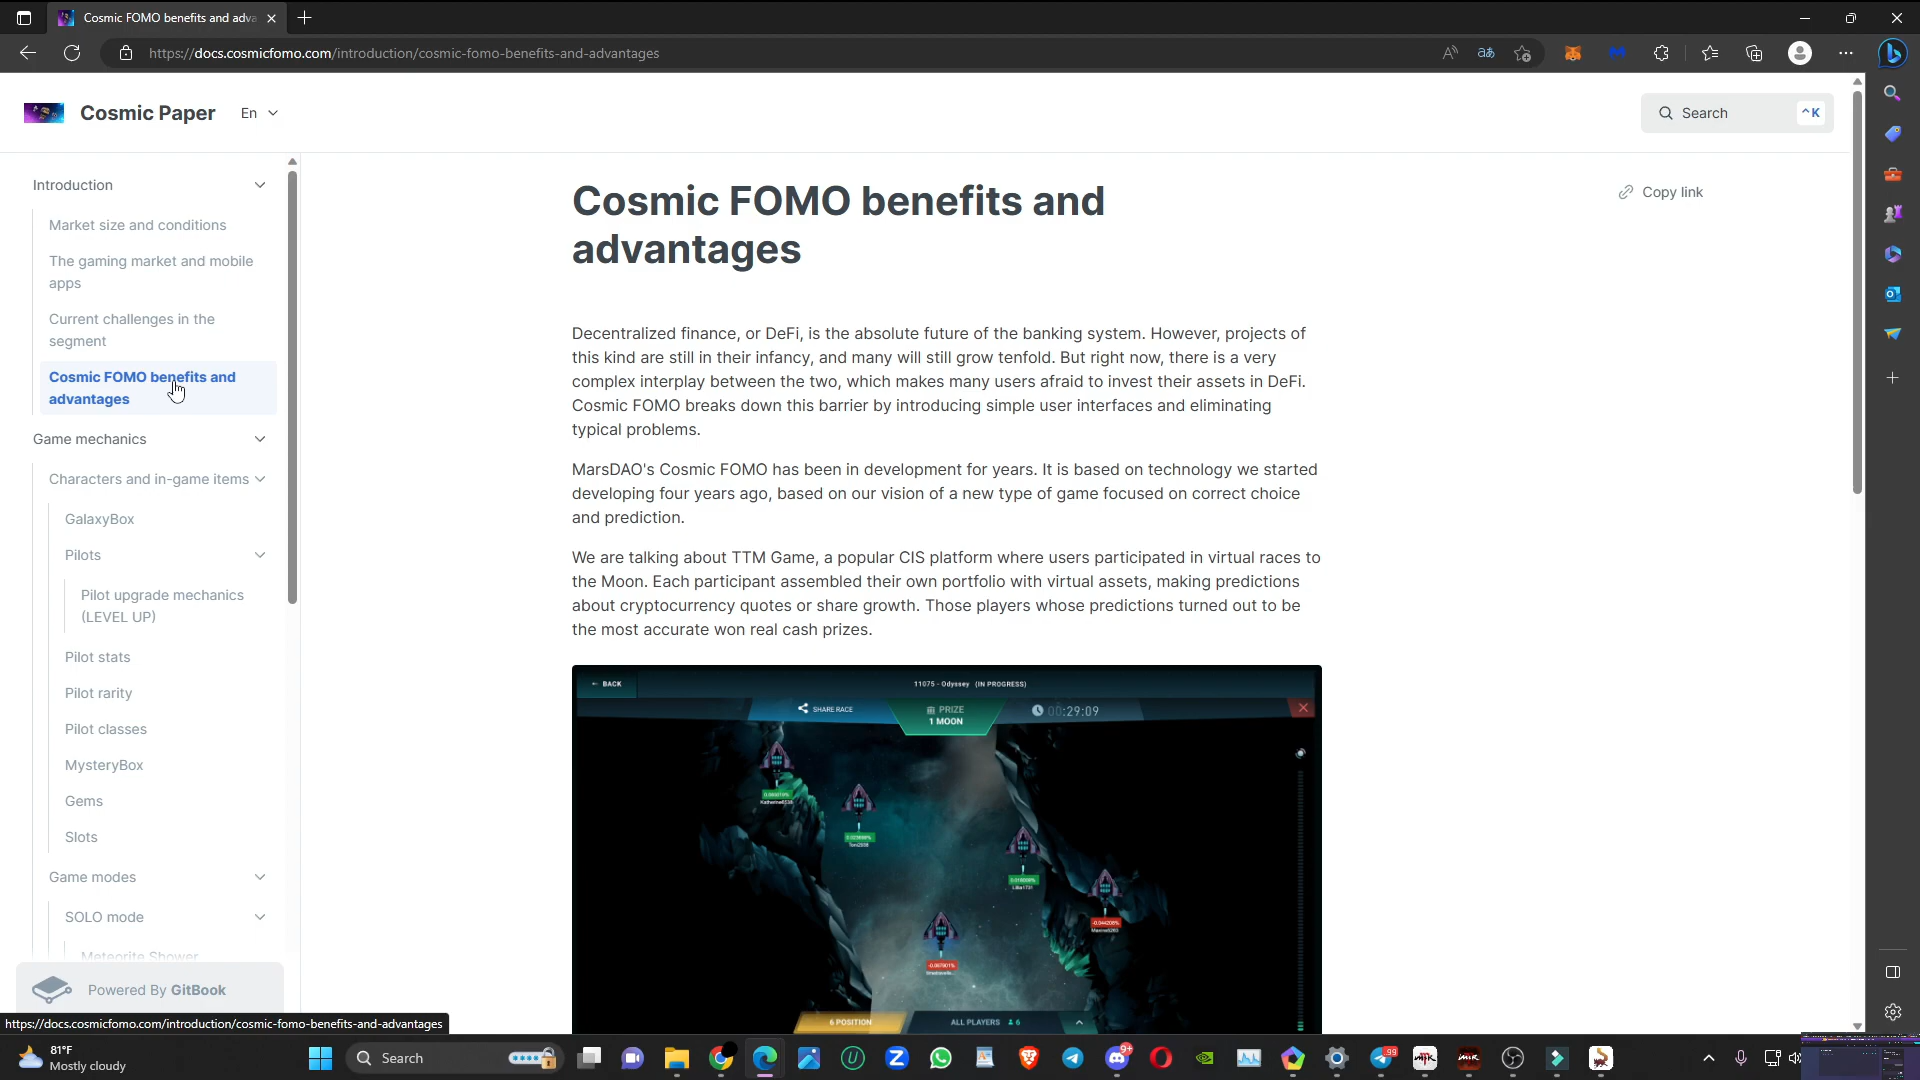 Cosmic FOMO benefits and adva
https://docs.cosmicfomo.com/introduction/cosmic-fomo-benefits-and-advantages
Cosmic Paper
En
Search
^K
Introduction
Market size and conditions
The gaming market and mobile
apps
Current challenges in the
segment
Cosmic FOMO benefits and
advantages
Game mechanics
Characters and in-game items
GalaxyBox
Pilots
Pilot upgrade mechanics
(LEVEL UP)
Pilot stats
Pilot rarity
Pilot classes
MysteryBox
Gems
Slots
Game modes
SOLO mode
Meteorite Shower
Powered By GitBook
Cosmic FOMO benefits and
advantages
Copy link
Decentralized finance, or DeFi, is the absolute future of the banking system. However, projects of
this kind are still in their infancy, and many will still grow tenfold. But right now, there is a very
complex interplay between the two, which makes many users afraid to invest their assets in DeFi.
Cosmic FOMO breaks down this barrier by introducing simple user interfaces and eliminating
typical problems.
MarsDAO's Cosmic FOMO has been in development for years. It is based on technology we started
developing four years ago, based on our vision of a new type of game focused on correct choice
and prediction.
We are talking about TTM Game, a popular CIS platform where users participated in virtual races to
the Moon. Each participant assembled their own portfolio with virtual assets, making predictions
about cryptocurrency quotes or share growth. Those players whose predictions turned out to be
the most accurate won real cash prizes.
← BACK
11075 - Odyssey (IN PROGRESS)
SHARE RACE
PRIZE
1 MOON
00:29:09
6 POSITION
ALL PLAYERS 6
https://docs.cosmicfomo.com/introduction/cosmic-fomo-benefits-and-advantages
81°F
Mostly cloudy
Search
9+
99